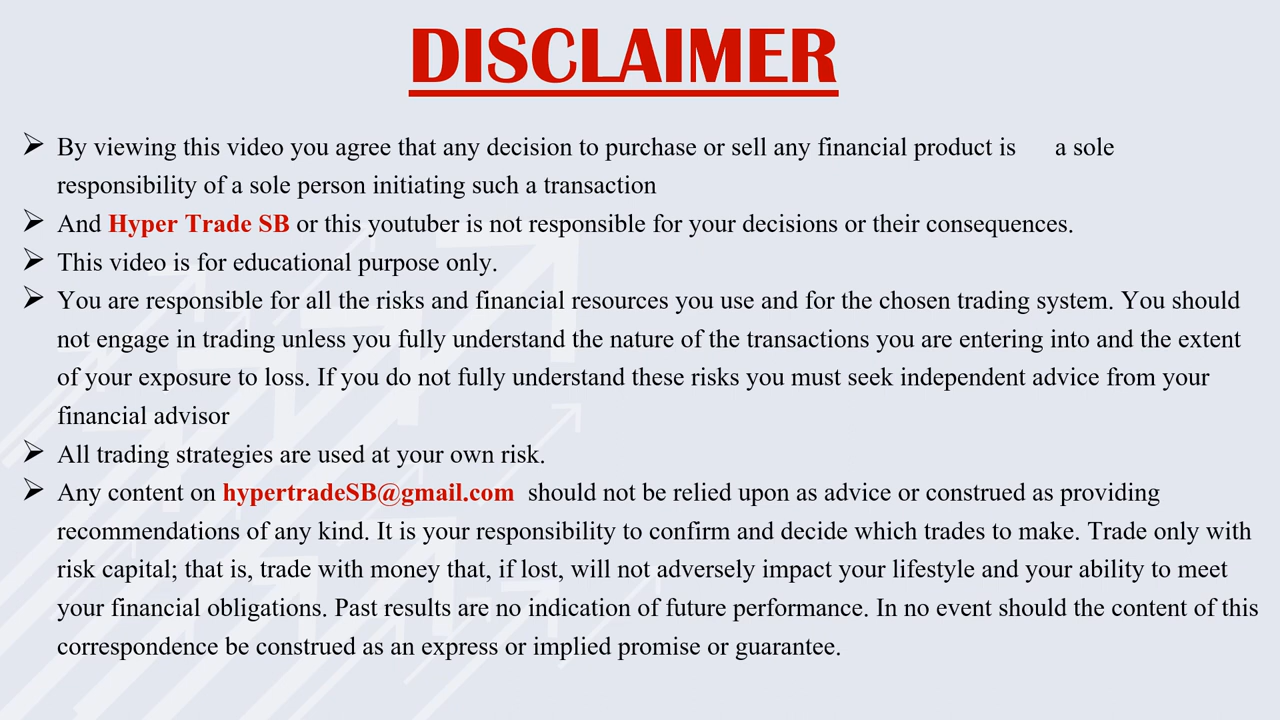 DISCLAIMER
➢ By viewing this video you agree that any decision to purchase or sell any financial product is a sole
responsibility of a sole person initiating such a transaction
➢ And Hyper Trade SB or this youtuber is not responsible for your decisions or their consequences.
➢ This video is for educational purpose only.
➢ You are responsible for all the risks and financial resources you use and for the chosen trading system. You should
not engage in trading unless you fully understand the nature of the transactions you are entering into and the extent
of your exposure to loss. If you do not fully understand these risks you must seek independent advice from your
financial advisor
➢ All trading strategies are used at your own risk.
➢ Any content on hypertradeSB@gmail.com should not be relied upon as advice or construed as providing
recommendations of any kind. It is your responsibility to confirm and decide which trades to make. Trade only with
risk capital; that is, trade with money that, if lost, will not adversely impact your lifestyle and your ability to meet
your financial obligations. Past results are no indication of future performance. In no event should the content of this
correspondence be construed as an express or implied promise or guarantee.